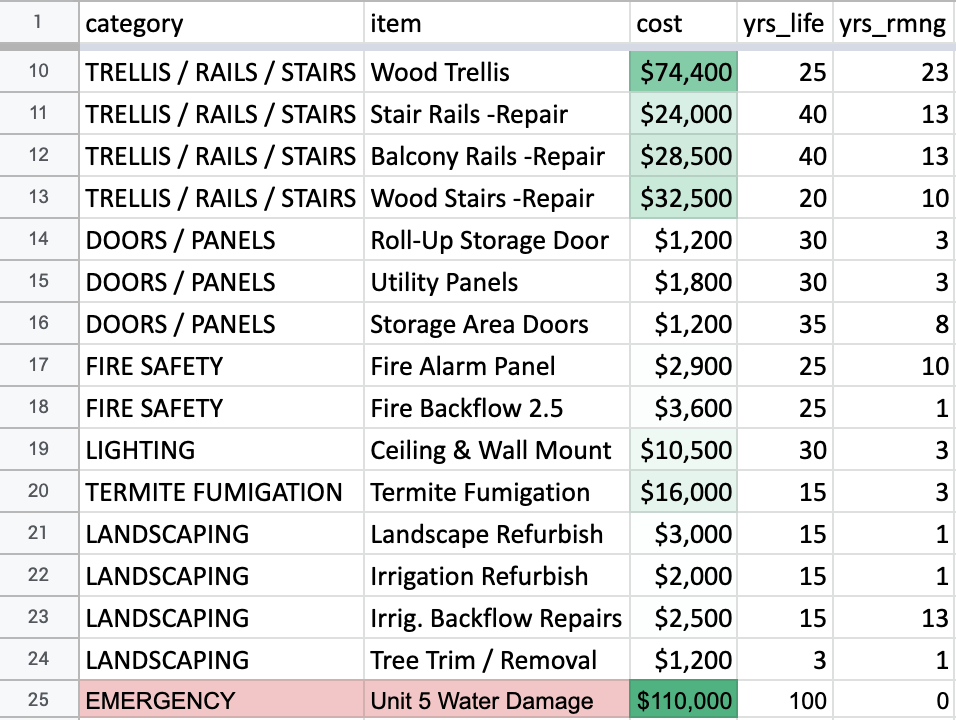 1 category item cost yrs_life yrs_rmng
10 TRELLIS / RAILS / STAIRS Wood Trellis $74,400 25 23
11 TRELLIS / RAILS / STAIRS Stair Rails -Repair $24,000 40 13
12 TRELLIS / RAILS / STAIRS Balcony Rails -Repair $28,500 40 13
13 TRELLIS / RAILS / STAIRS Wood Stairs -Repair $32,500 20 10
14 DOORS / PANELS Roll-Up Storage Door $1,200 30 3
15 DOORS / PANELS Utility Panels $1,800 30 3
16 DOORS / PANELS Storage Area Doors $1,200 35 8
17 FIRE SAFETY Fire Alarm Panel $2,900 25 10
18 FIRE SAFETY Fire Backflow 2.5 $3,600 25 1
19 LIGHTING Ceiling & Wall Mount $10,500 30 3
20 TERMITE FUMIGATION Termite Fumigation $16,000 15 3
21 LANDSCAPING Landscape Refurbish $3,000 15 1
22 LANDSCAPING Irrigation Refurbish $2,000 15 1
23 LANDSCAPING Irrig. Backflow Repairs $2,500 15 13
24 LANDSCAPING Tree Trim / Removal $1,200 3 1
25 EMERGENCY Unit 5 Water Damage $110,000 100 0